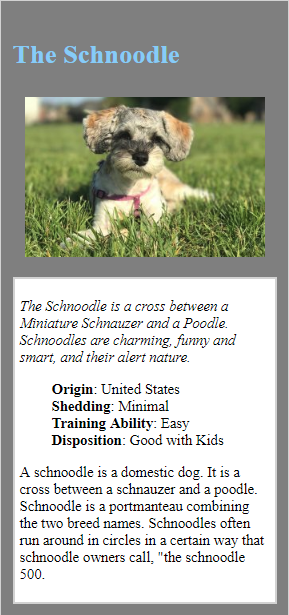 The Schnoodle
The Schnoodle is a cross between a
Miniature Schnauzer and a Poodle.
Schnoodles are charming, funny and
smart, and their alert nature.
Origin: United States
Shedding: Minimal
Training Ability: Easy
Disposition: Good with Kids
A schnoodle is a domestic dog. It is a
cross between a schnauzer and a poodle.
Schnoodle is a portmanteau combining
the two breed names. Schnoodles often
run around in circles in a certain way that
schnoodle owners call, "the schnoodle
500.